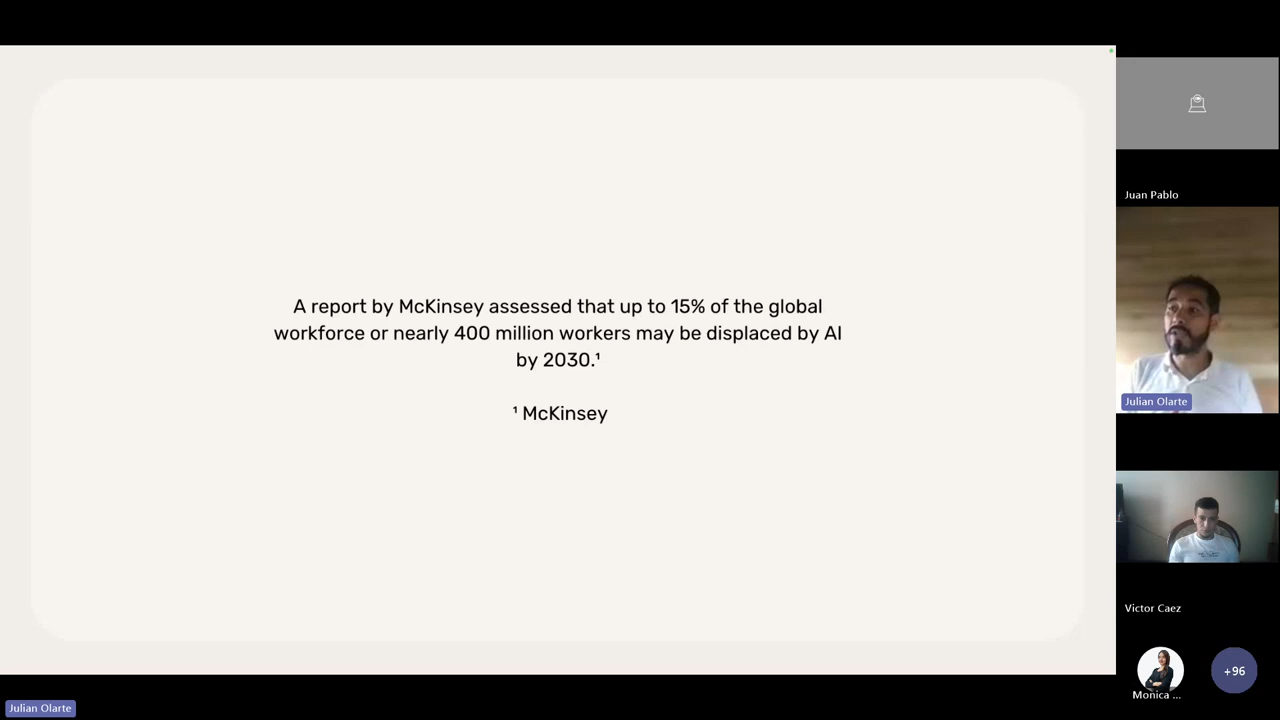 A report by McKinsey assessed that up to 15% of the global
workforce or nearly 400 million workers may be displaced by AI
by 2030.¹
¹ McKinsey
Juan Pablo
Julian Olarte
Victor Caez
Monica ...
+96
Julian Olarte